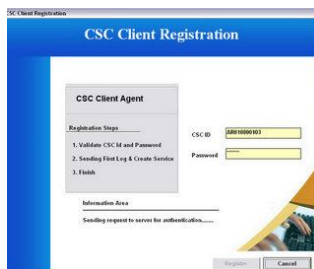 CSC Client Registration
CSC Client Registration
CSC Client Agent
Registration Steps
1. Validate CSC Id and Password
2. Sending First Log & Create Service
3. Finish
CSC ID
Password
Information Area
Sending request to server for authentication.......
Register
Cancel